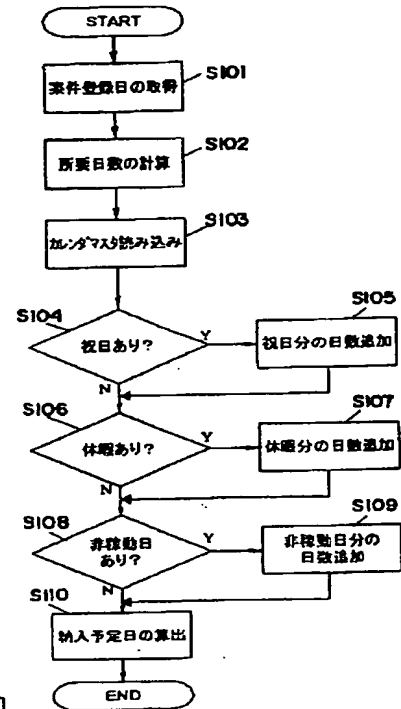 START
S101
案件登録日の取得
S102
所要日数の計算
S103
カレンダマスタ読み込み
S104
祝日あり?
Y
S105
祝日分の日数追加
N
S106
休暇あり?
Y
S107
休暇分の日数追加
N
S108
非稼動日
あり?
Y
S109
非稼動日分の
日数追加
N
S110
納入予定日の算出
END